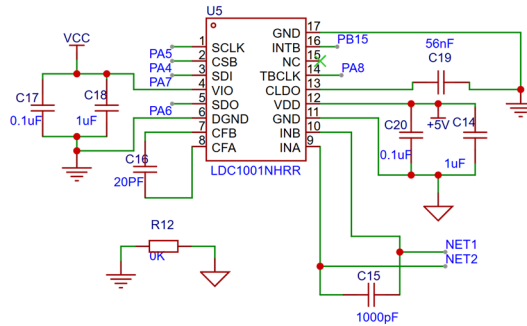 U5
VCC
PA5
PA4
PA7
PA6
1
2
3
4
5
6
7
8
SCLK
CSB
SDI
VIO
SDO
DGND
CFB
CFA
GND
INTB
NC
TBCLK
CLDO
VDD
GND
INB
INA
17
16
15
14
13
12
11
10
9
PB15
PA8
56nF
C19
C17
0.1uF
C18
1uF
C16
20PF
LDC1001NHRR
C20
0.1uF
+5V
C14
1uF
R12
0K
NET1
NET2
C15
1000pF